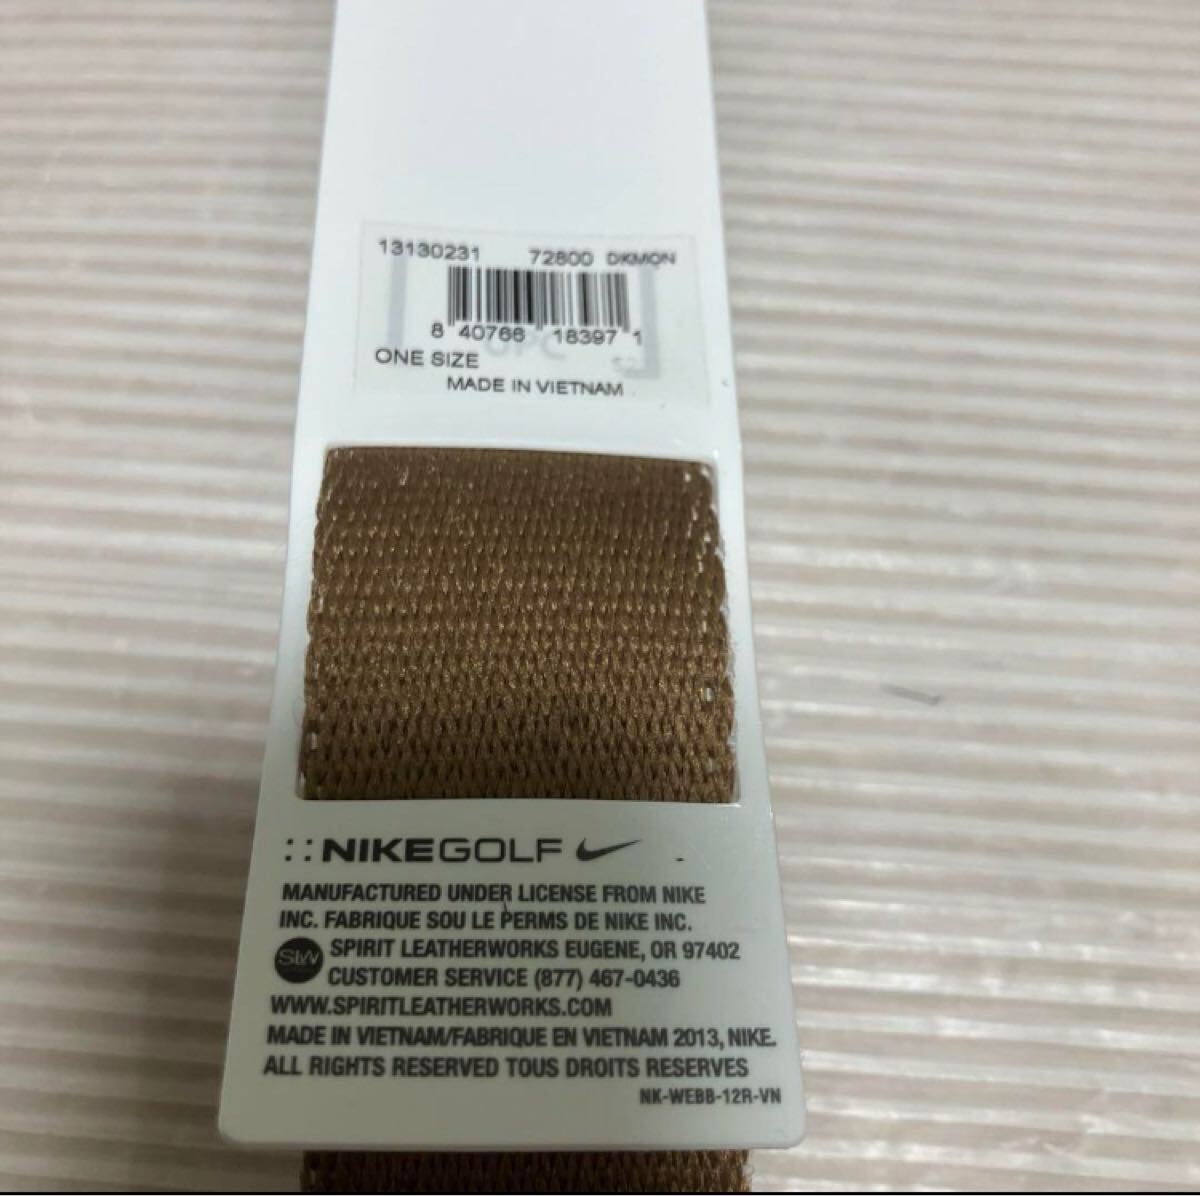 13130231 72800 DKMON
8 40766 18397 1
UPC
ONE SIZE
MADE IN VIETNAM
::NIKEGOLF
MANUFACTURED UNDER LICENSE FROM NIKE
INC. FABRIQUE SOU LE PERMS DE NIKE INC.
SLW SPIRIT LEATHERWORKS EUGENE, OR 97402
CUSTOMER SERVICE (877) 467-0436
WWW.SPIRITLEATHERWORKS.COM
MADE IN VIETNAM/FABRIQUE EN VIETNAM 2013, NIKE.
ALL RIGHTS RESERVED TOUS DROITS RESERVES
NK-WEBB-12R-VN